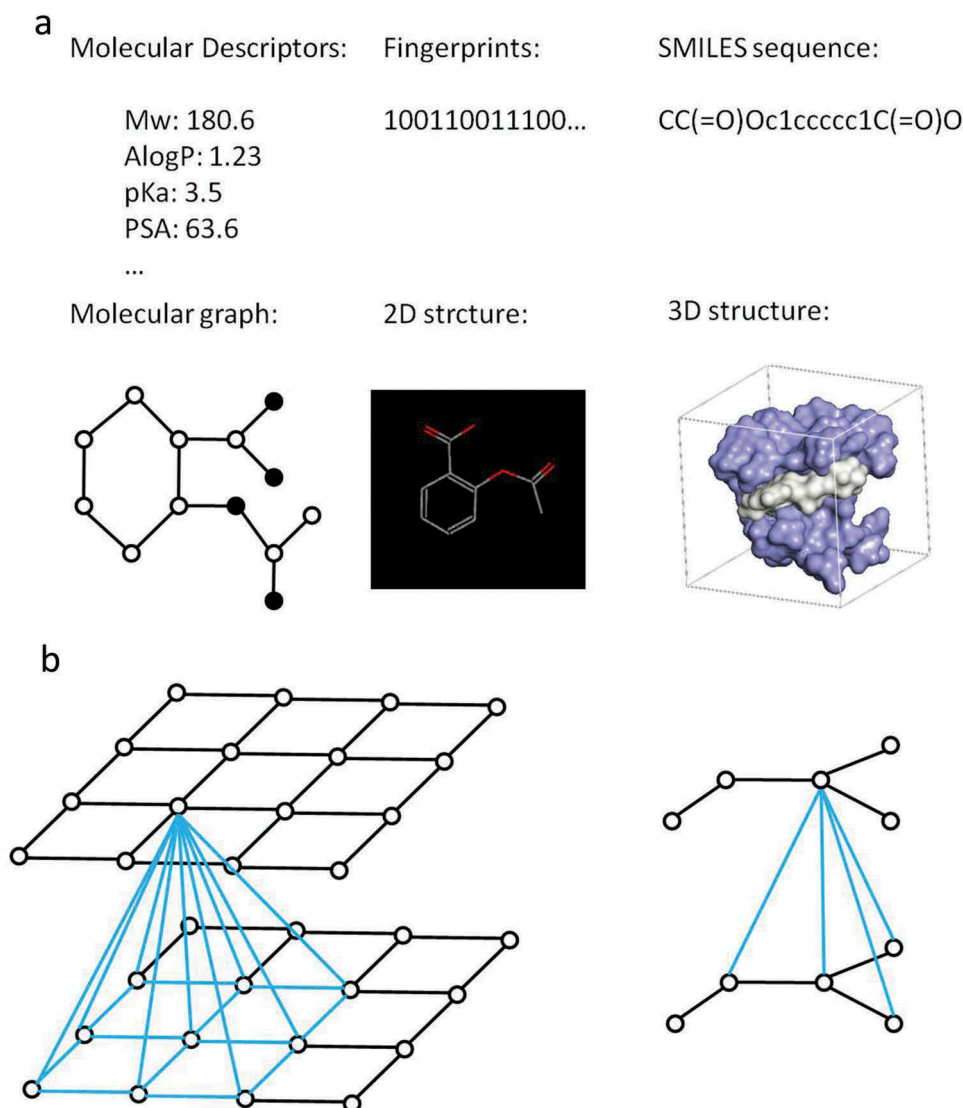 a
Molecular Descriptors:
Fingerprints:
SMILES sequence:
Mw: 180.6
AlogP: 1.23
pKa: 3.5
PSA: 63.6
...
100110011100...
CC(=O)Oc1ccccc1C(=O)O
Molecular graph:
2D strcture:
3D structure:
b